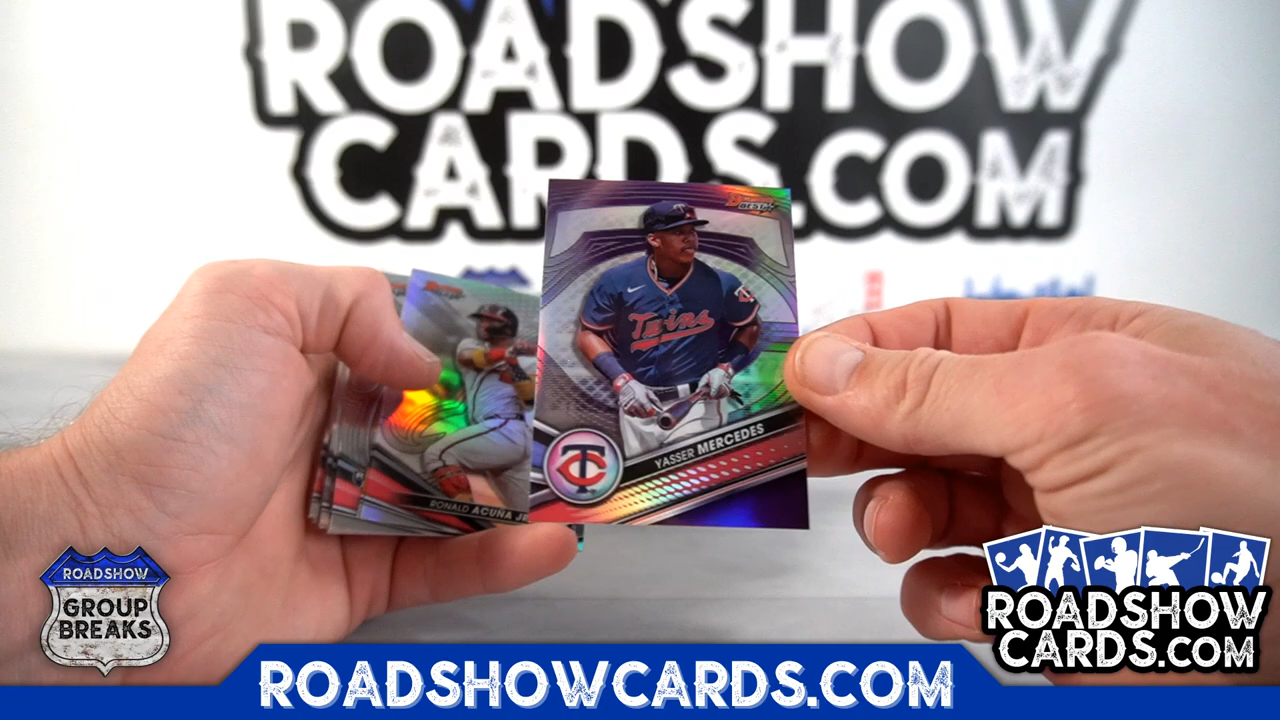 ROADSHOW
CARDS.COM
Bowman's
BEST
Twins
TC
YASSER MERCEDES
RONALD ACUÑA JR
ROADSHOW
GROUP
BREAKS
ROADSHOW
CARDS.COM
ROADSHOWCARDS.COM